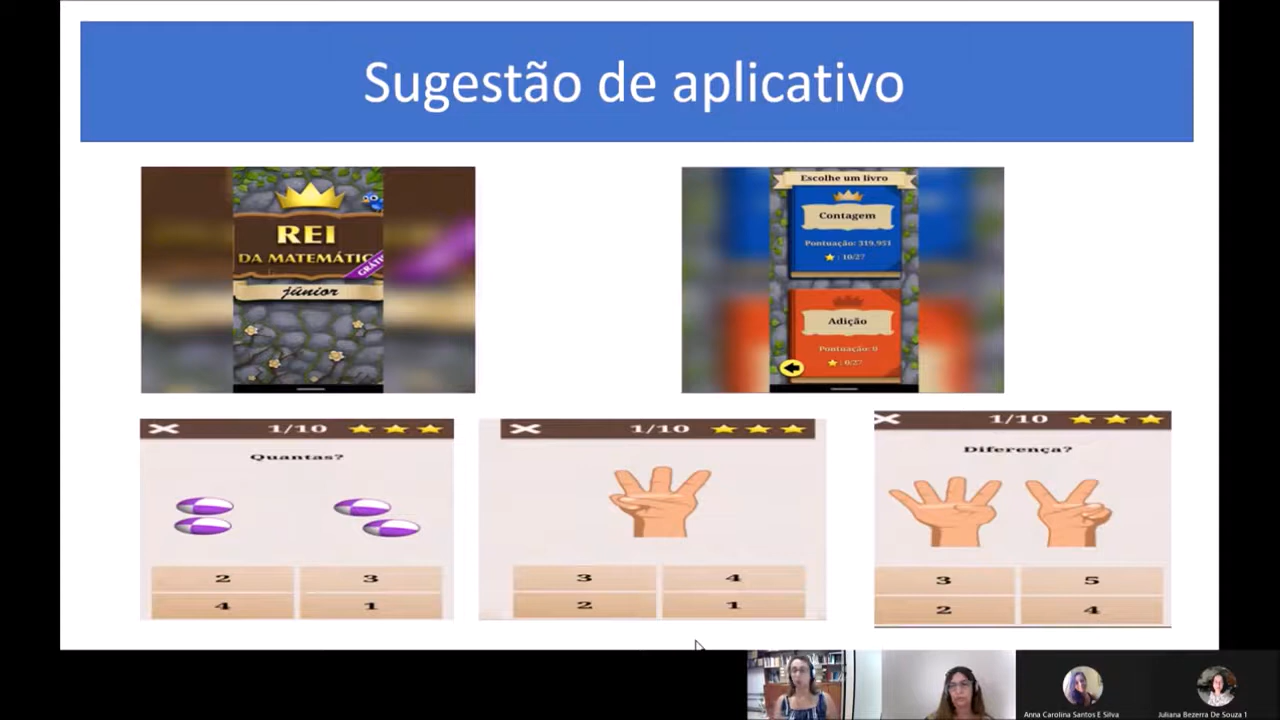 Sugestão de aplicativo
REI
DA MATEMÁTIC
GRÁTI
júnior
Escolhe um livro
Contagem
Pontuação: 319.951
: 10/27
Adição
Pontuação: 0
: 0/27
1/10
Quantas?
2 3
4 1
1/10
3 4
2 1
1/10
Diferença?
3 5
2 4
Anna Carolina Santos E Silva
Juliana Bezerra De Souza 1